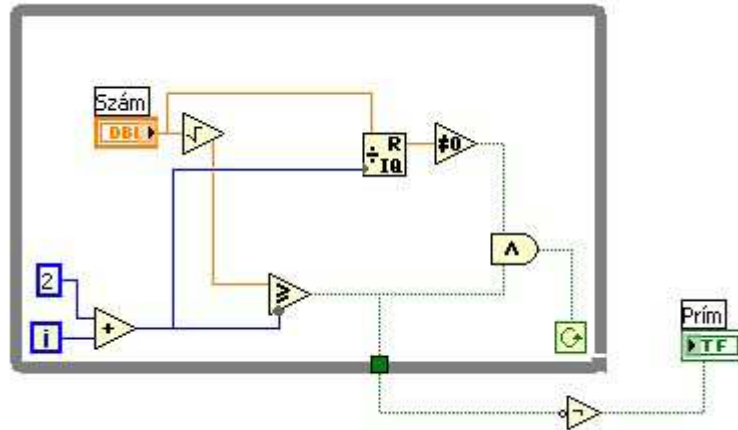 Szám
DBL
√
÷ R
IQ
≠0
∧
2
+
i
≥
Prím
TF
¬